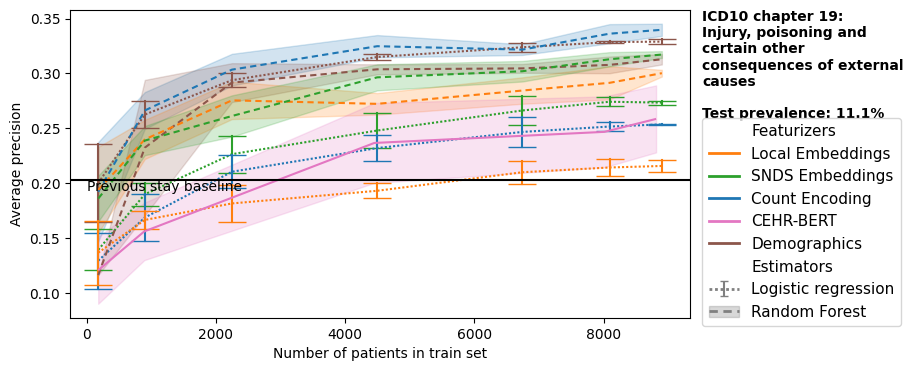 0.35
0.30
0.25
0.20
0.15
0.10
Average precision
Previous stay baseline
0
2000
4000
6000
8000
Number of patients in train set
ICD10 chapter 19:
Injury, poisoning and
certain other
consequences of external
causes
Test prevalence: 11.1%
Featurizers
Local Embeddings
SNDS Embeddings
Count Encoding
CEHR-BERT
Demographics
Estimators
Logistic regression
Random Forest